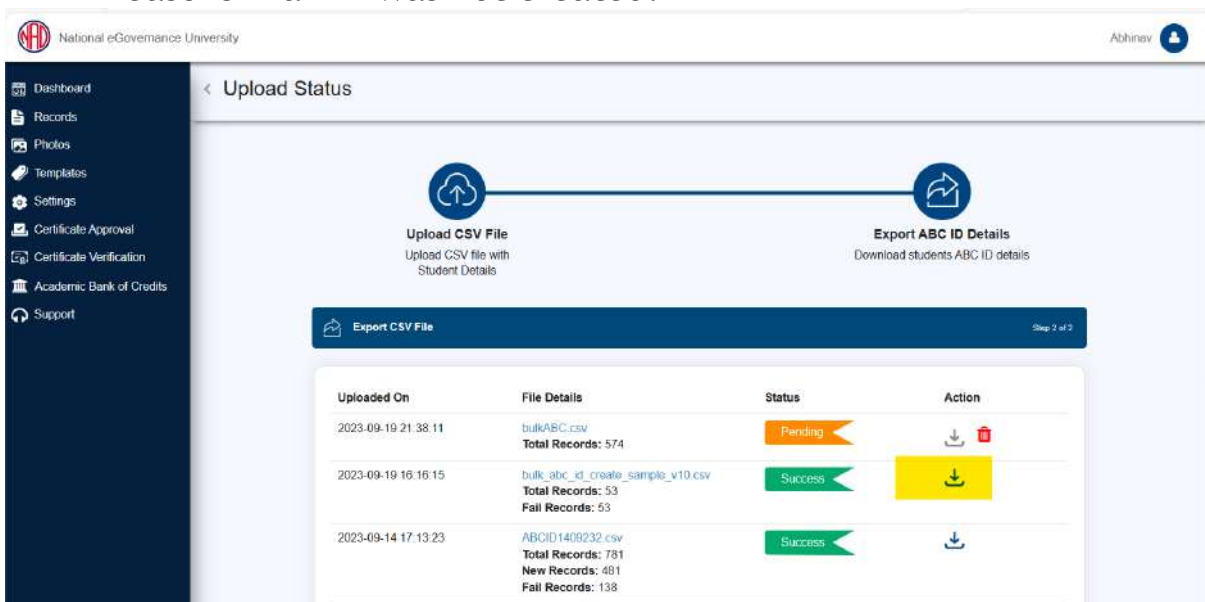 NAD
National eGovernance University
Abhinav
Dashboard
Records
Photos
Templates
Settings
Certificate Approval
Certificate Verification
Academic Bank of Credits
Support
< Upload Status
Upload CSV File
Upload CSV file with
Student Details
Export ABC ID Details
Download students ABC ID details
Export CSV File
Step 2 of 2
Uploaded On File Details Status Action
2023-09-19 21:38:11 bulkABC.csv Pending
Total Records: 574
2023-09-19 16:16:15 bulk_abc_id_create_sample_v10.csv Success
Total Records: 53
Fail Records: 53
2023-09-14 17:13:23 ABCID1409232.csv Success
Total Records: 781
New Records: 481
Fail Records: 138